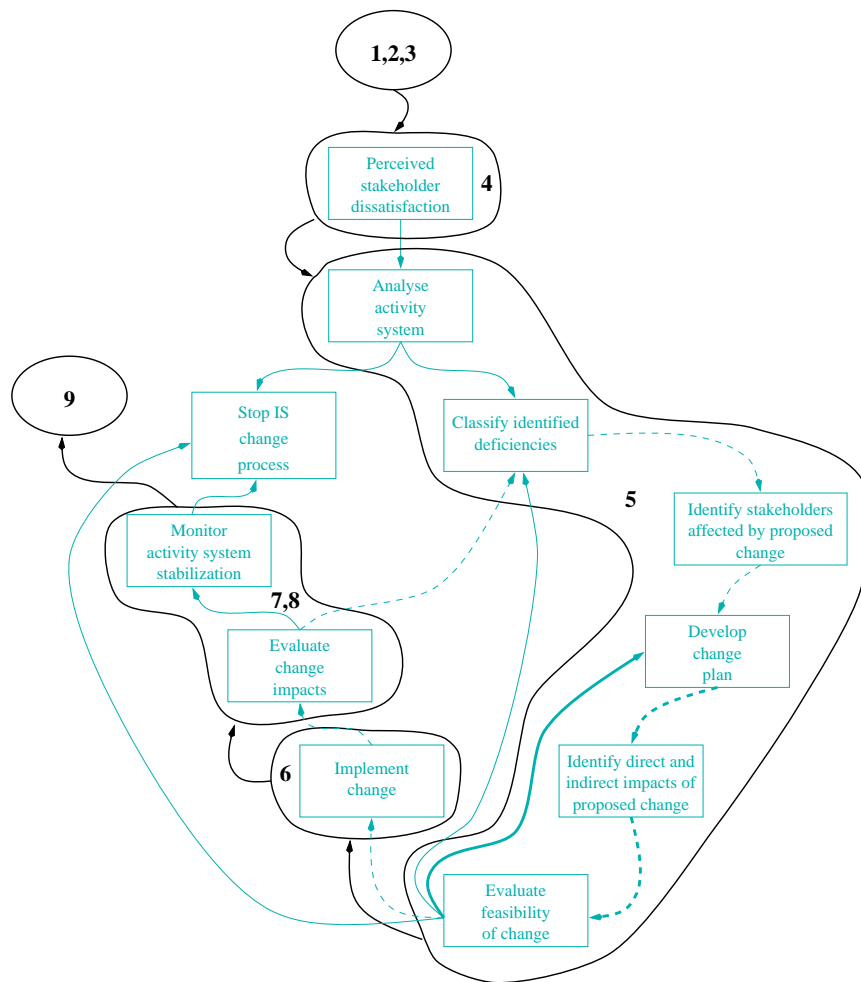 1,2,3
Perceived
stakeholder
dissatisfaction
4
Analyse
activity
system
9
Stop IS
change
process
Classify identified
deficiencies
5
Identify stakeholders
affected by proposed
change
Monitor
activity system
stabilization
7,8
Evaluate
change
impacts
Develop
change
plan
6
Implement
change
Identify direct and
indirect impacts of
proposed change
Evaluate
feasibility
of change